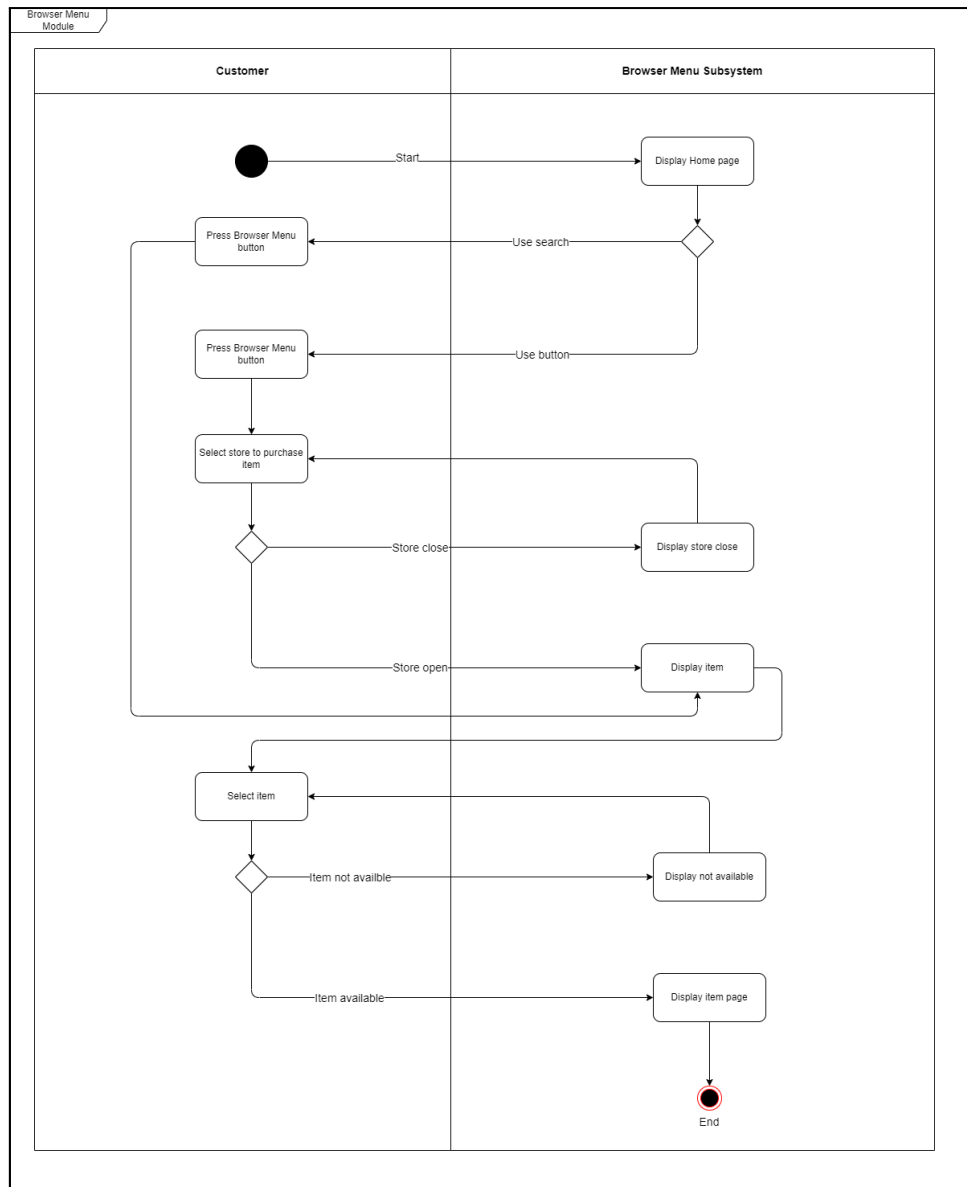 Browser Menu
Module
Customer
Browser Menu Subsystem
Start
Display Home page
Press Browser Menu
button
Use search
Press Browser Menu
button
Use button
Select store to purchase
item
Store close
Display store close
Store open
Display item
Select item
Item not availble
Display not available
Item available
Display item page
End